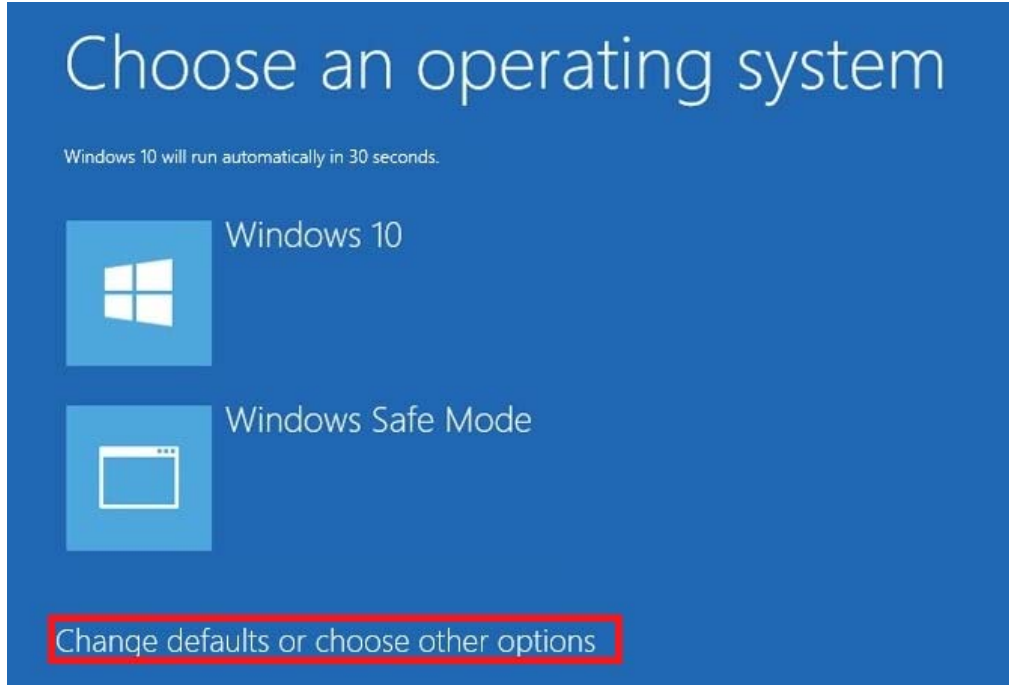 Choose an operating system
Windows 10 will run automatically in 30 seconds.
Windows 10
Windows Safe Mode
Change defaults or choose other options